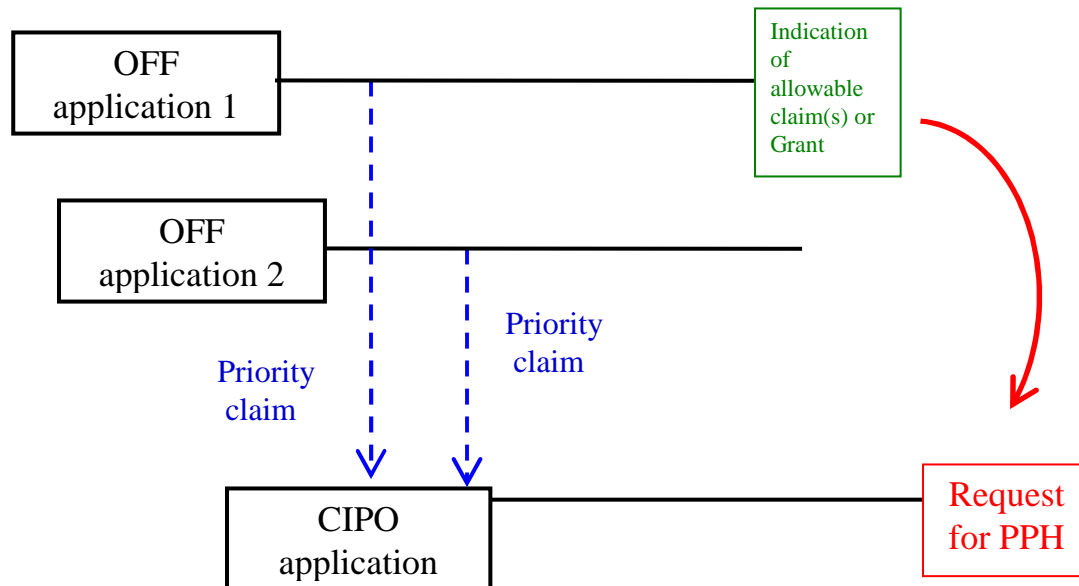 OFF
application 1
Indication
of
allowable
claim(s) or
Grant
OFF
application 2
Priority
claim
Priority
claim
CIPO
application
Request
for PPH